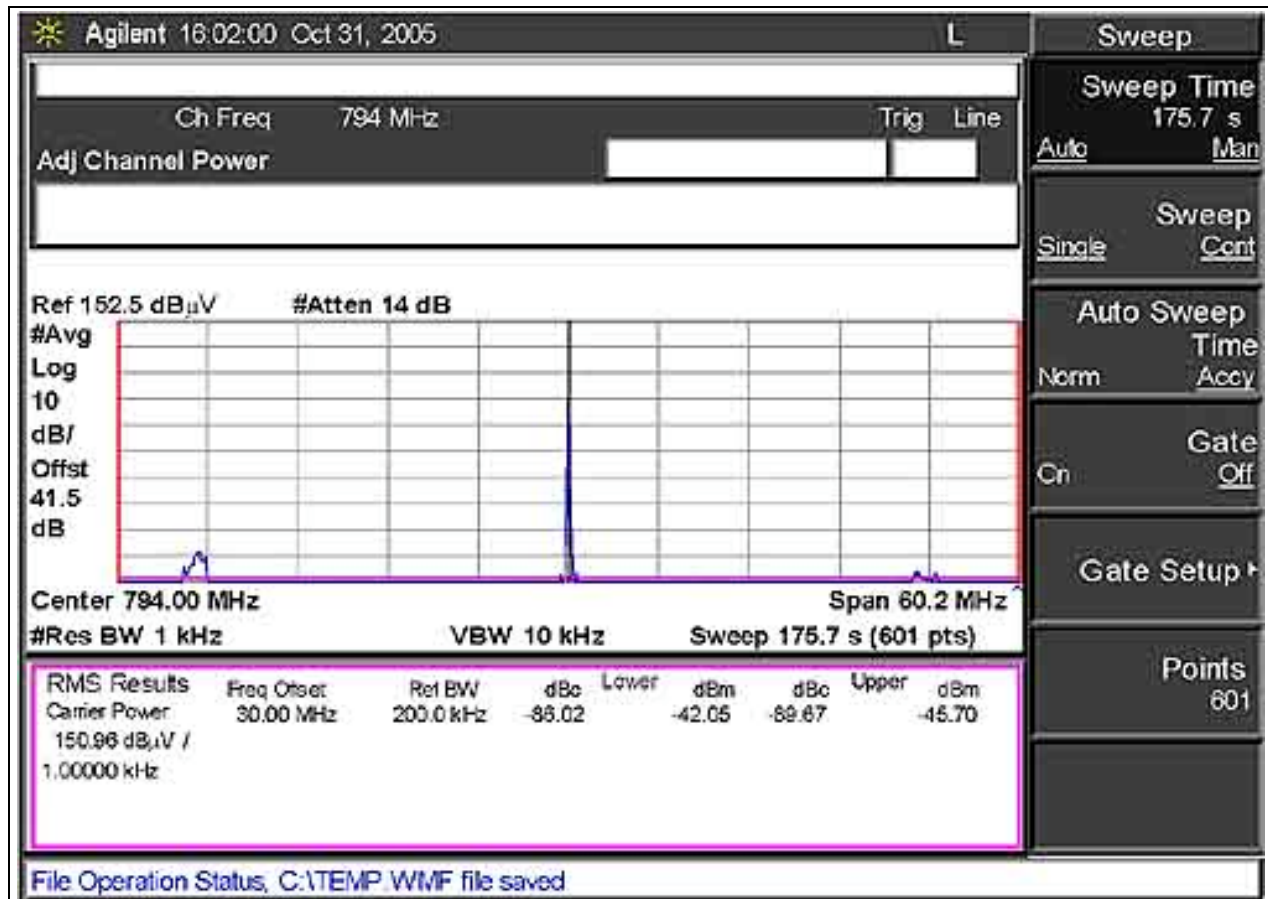 Agilent 16:02:00 Oct 31, 2005 L
Ch Freq 794 MHz Trig Line
Adj Channel Power
Ref 152.5 dBµV #Atten 14 dB
#Avg
Log
10
dB/
Offst
41.5
dB
Center 794.00 MHz Span 60.2 MHz
#Res BW 1 kHz VBW 10 kHz Sweep 175.7 s (601 pts)
RMS Results Freq Offset Ref BW dBc Lower dBm dBc Upper dBm
Carrier Power 30.00 MHz 200.0 kHz -86.02 -42.05 -89.67 -45.70
150.96 dBµV /
1.00000 kHz
File Operation Status, C:\TEMP.WMF file saved
Sweep
Sweep Time
175.7 s
Auto Man
Sweep
Single Cont
Auto Sweep
Time
Norm Accy
Gate
On Off
Gate Setup
Points
601